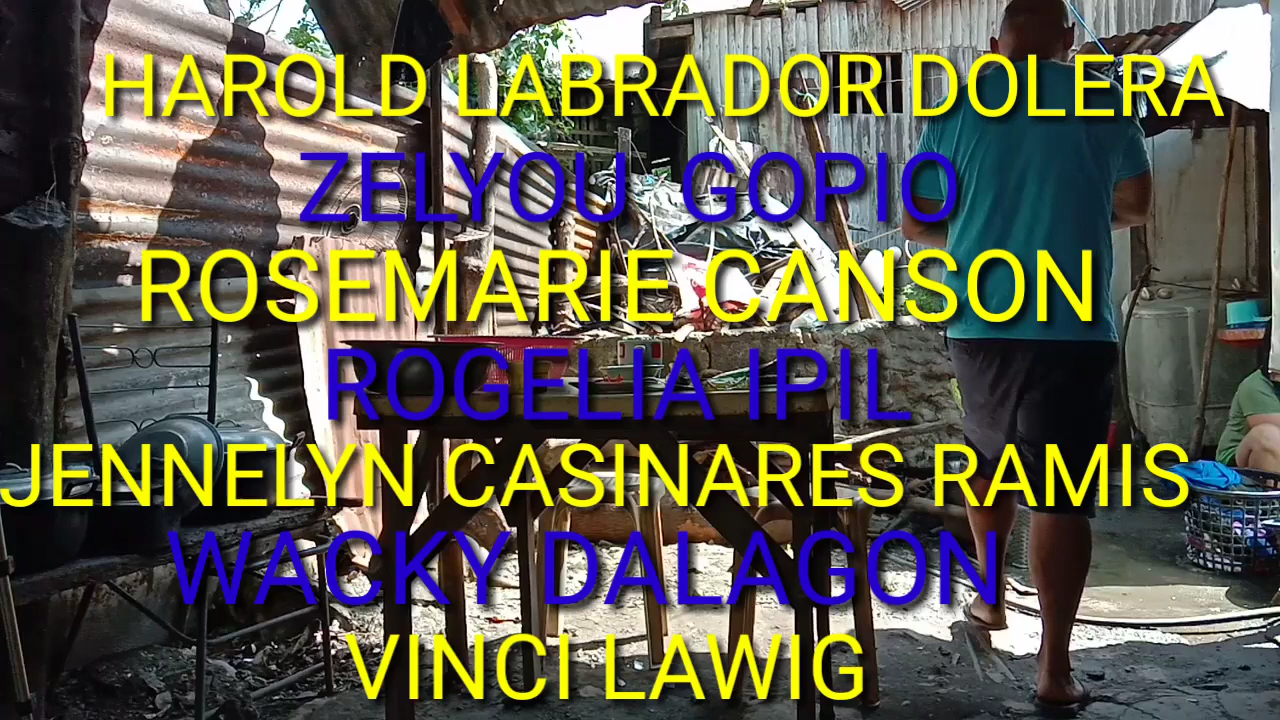 HAROLD LABRADOR DOLERA
ZELYOU GOPIO
ROSEMARIE CANSON
ROGELIA IPIL
JENNELYN CASINARES RAMIS
WACKY DALAGON
VINCI LAWIG